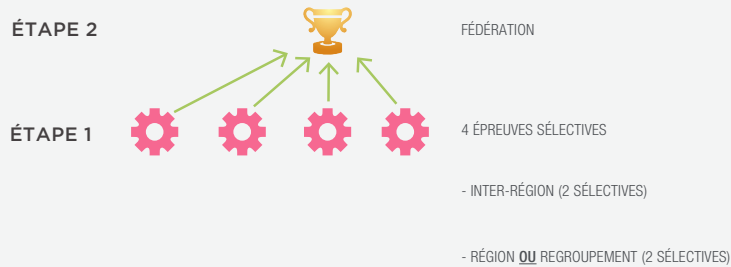 ÉTAPE 2
FÉDÉRATION
ÉTAPE 1
4 ÉPREUVES SÉLECTIVES
- INTER-RÉGION (2 SÉLECTIVES)
- RÉGION OU REGROUPEMENT (2 SÉLECTIVES)